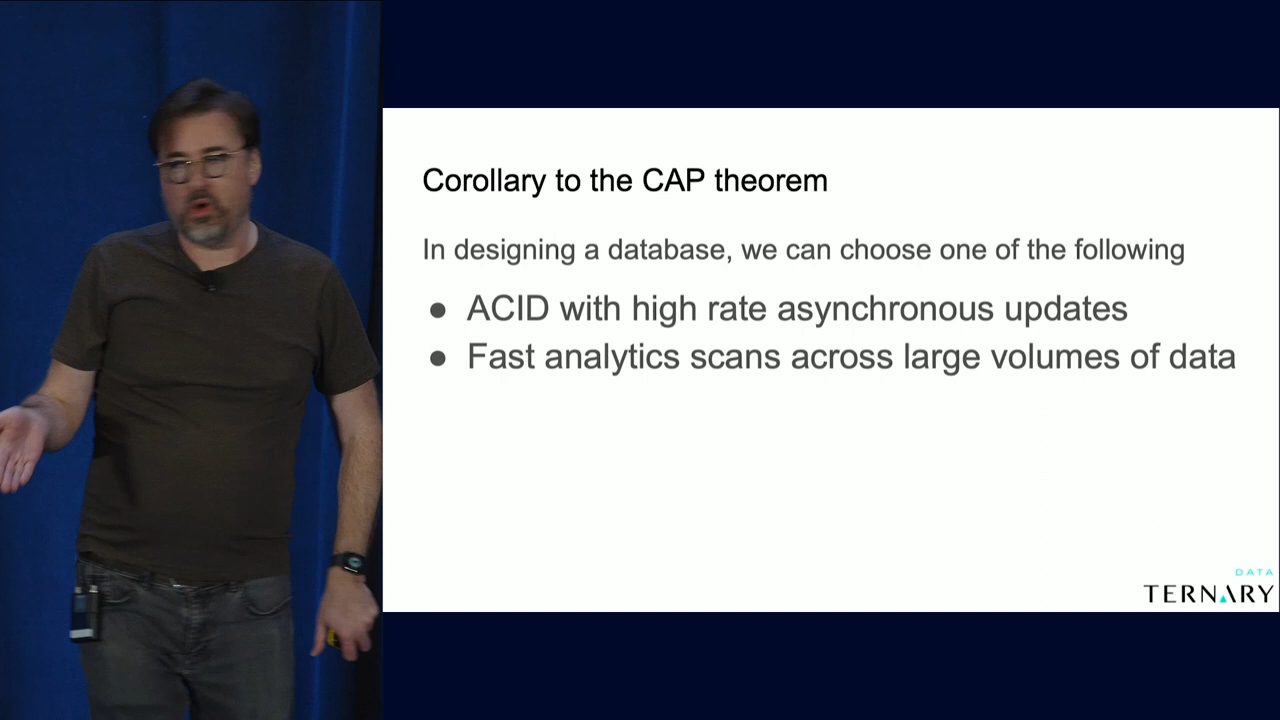 Corollary to the CAP theorem
In designing a database, we can choose one of the following
● ACID with high rate asynchronous updates
● Fast analytics scans across large volumes of data
DATA
TERNARY